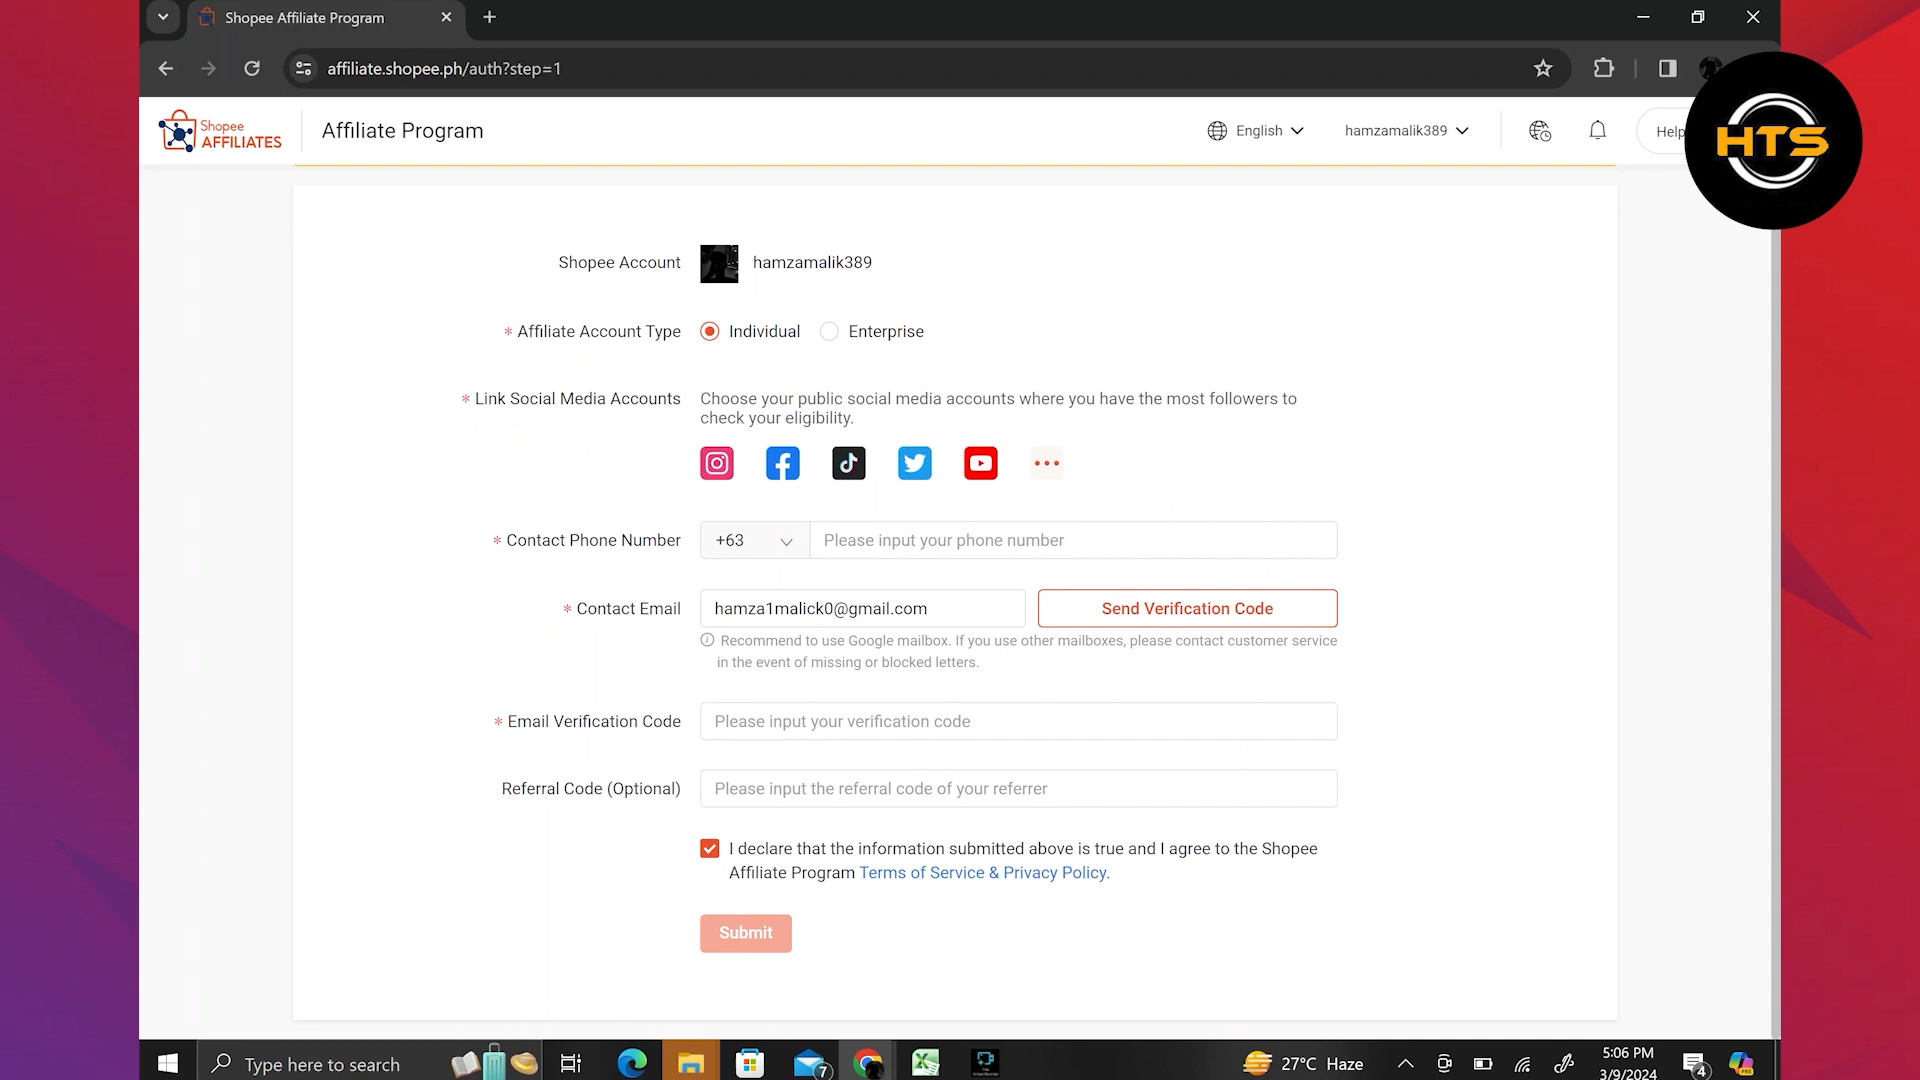 Shopee Affiliate Program
affiliate.shopee.ph/auth?step=1
Shopee
AFFILIATES
Affiliate Program
English
hamzamalik389
Help
HTS
Shopee Account
hamzamalik389
* Affiliate Account Type
Individual
Enterprise
* Link Social Media Accounts
Choose your public social media accounts where you have the most followers to
check your eligibility.
* Contact Phone Number
+63
Please input your phone number
* Contact Email
hamza1malick0@gmail.com
Send Verification Code
Recommend to use Google mailbox. If you use other mailboxes, please contact customer service
in the event of missing or blocked letters.
* Email Verification Code
Please input your verification code
Referral Code (Optional)
Please input the referral code of your referrer
I declare that the information submitted above is true and I agree to the Shopee
Affiliate Program Terms of Service & Privacy Policy.
Submit
Type here to search
7
27°C Haze
5:06 PM
3/9/2024
4